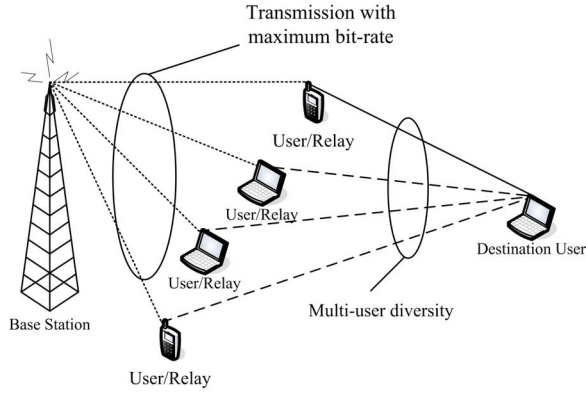 Transmission with
maximum bit-rate
User/Relay
User/Relay
User/Relay
Destination User
Multi-user diversity
Base Station
User/Relay